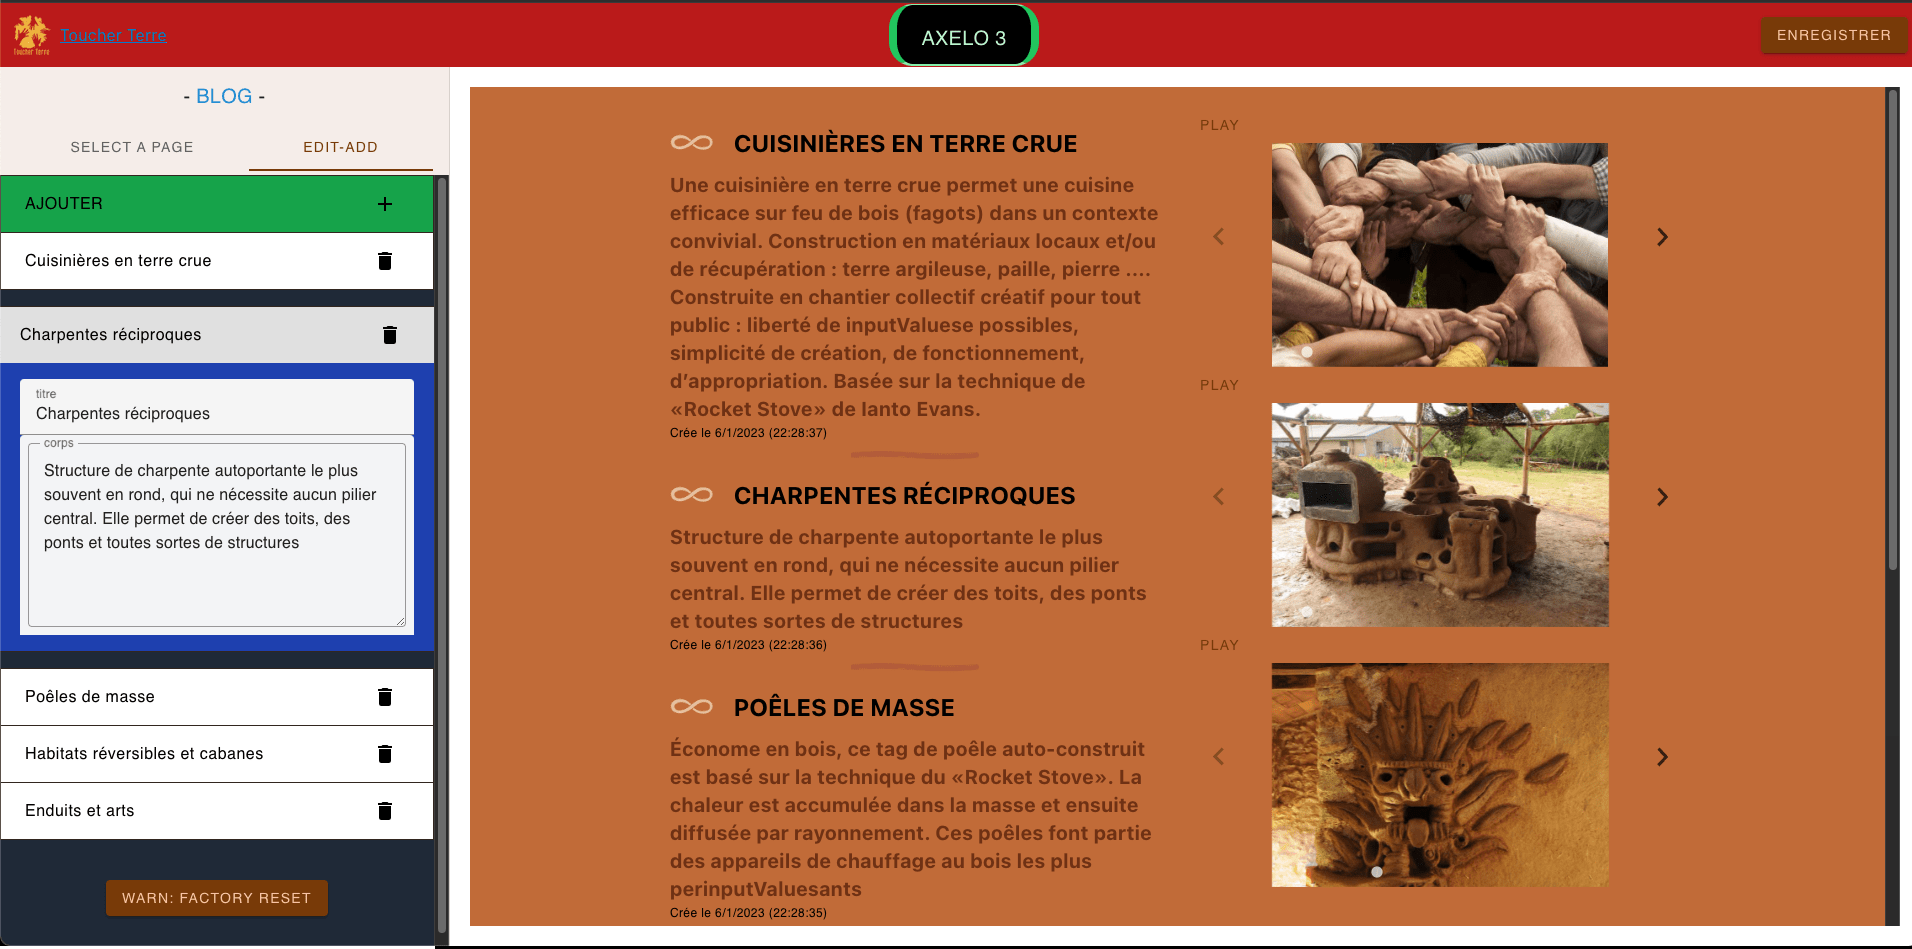 Toucher Terre
Toucher Terre
AXELO 3
ENREGISTRER
- BLOG -
SELECT A PAGE
EDIT-ADD
AJOUTER
Cuisinières en terre crue
Charpentes réciproques
titre
Charpentes réciproques
corps
Structure de charpente autoportante le plus
souvent en rond, qui ne nécessite aucun pilier
central. Elle permet de créer des toits, des
ponts et toutes sortes de structures
Poêles de masse
Habitats réversibles et cabanes
Enduits et arts
WARN: FACTORY RESET
CUISINIÈRES EN TERRE CRUE
Une cuisinière en terre crue permet une cuisine
efficace sur feu de bois (fagots) dans un contexte
convivial. Construction en matériaux locaux et/ou
de récupération : terre argileuse, paille, pierre ....
Construite en chantier collectif créatif pour tout
public : liberté de inputValuese possibles,
simplicité de création, de fonctionnement,
d’appropriation. Basée sur la technique de
«Rocket Stove» de Ianto Evans.
Crée le 6/1/2023 (22:28:37)
CHARPENTES RÉCIPROQUES
Structure de charpente autoportante le plus
souvent en rond, qui ne nécessite aucun pilier
central. Elle permet de créer des toits, des ponts
et toutes sortes de structures
Crée le 6/1/2023 (22:28:36)
POÊLES DE MASSE
Économe en bois, ce tag de poêle auto-construit
est basé sur la technique du «Rocket Stove». La
chaleur est accumulée dans la masse et ensuite
diffusée par rayonnement. Ces poêles font partie
des appareils de chauffage au bois les plus
perinputValuesants
Crée le 6/1/2023 (22:28:35)
PLAY
PLAY
PLAY